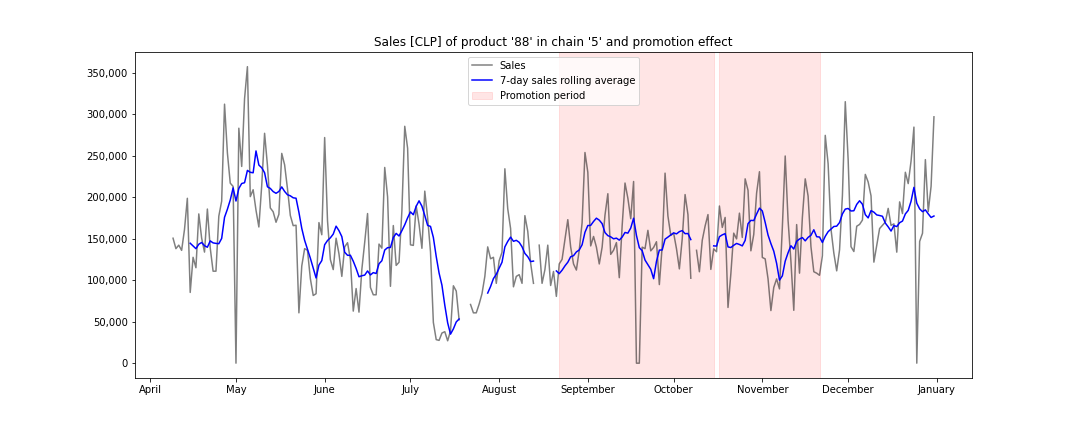 Sales [CLP] of product '88' in chain '5' and promotion effect
Sales
7-day sales rolling average
Promotion period
350,000
300,000
250,000
200,000
150,000
100,000
50,000
0
April May June July August September October November December January